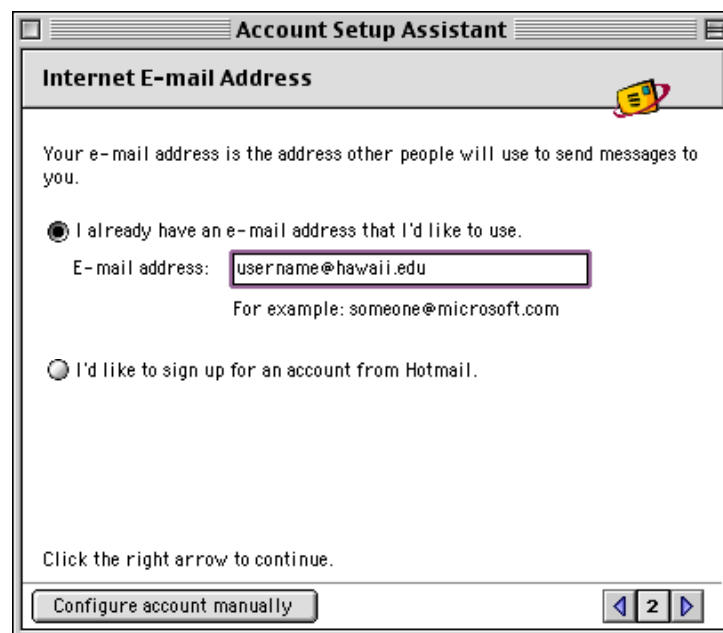 Account Setup Assistant
Internet E-mail Address
Your e-mail address is the address other people will use to send messages to
you.
I already have an e-mail address that I'd like to use.
E-mail address: username@hawaii.edu
For example: someone@microsoft.com
I'd like to sign up for an account from Hotmail.
Click the right arrow to continue.
Configure account manually 2